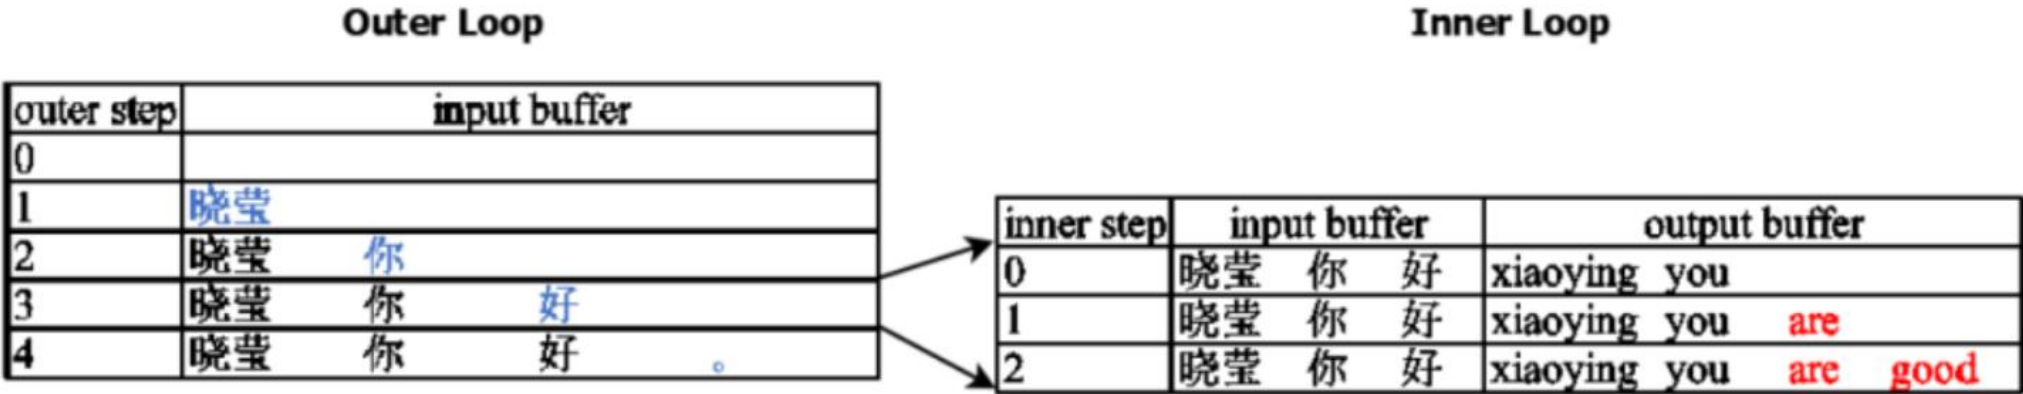 Outer Loop
Inner Loop
outer step input buffer
0
1 晓莹
2 晓莹 你
3 晓莹 你 好
4 晓莹 你 好 。
inner step input buffer output buffer
0 晓莹 你 好 xiaoying you
1 晓莹 你 好 xiaoying you are
2 晓莹 你 好 xiaoying you are good